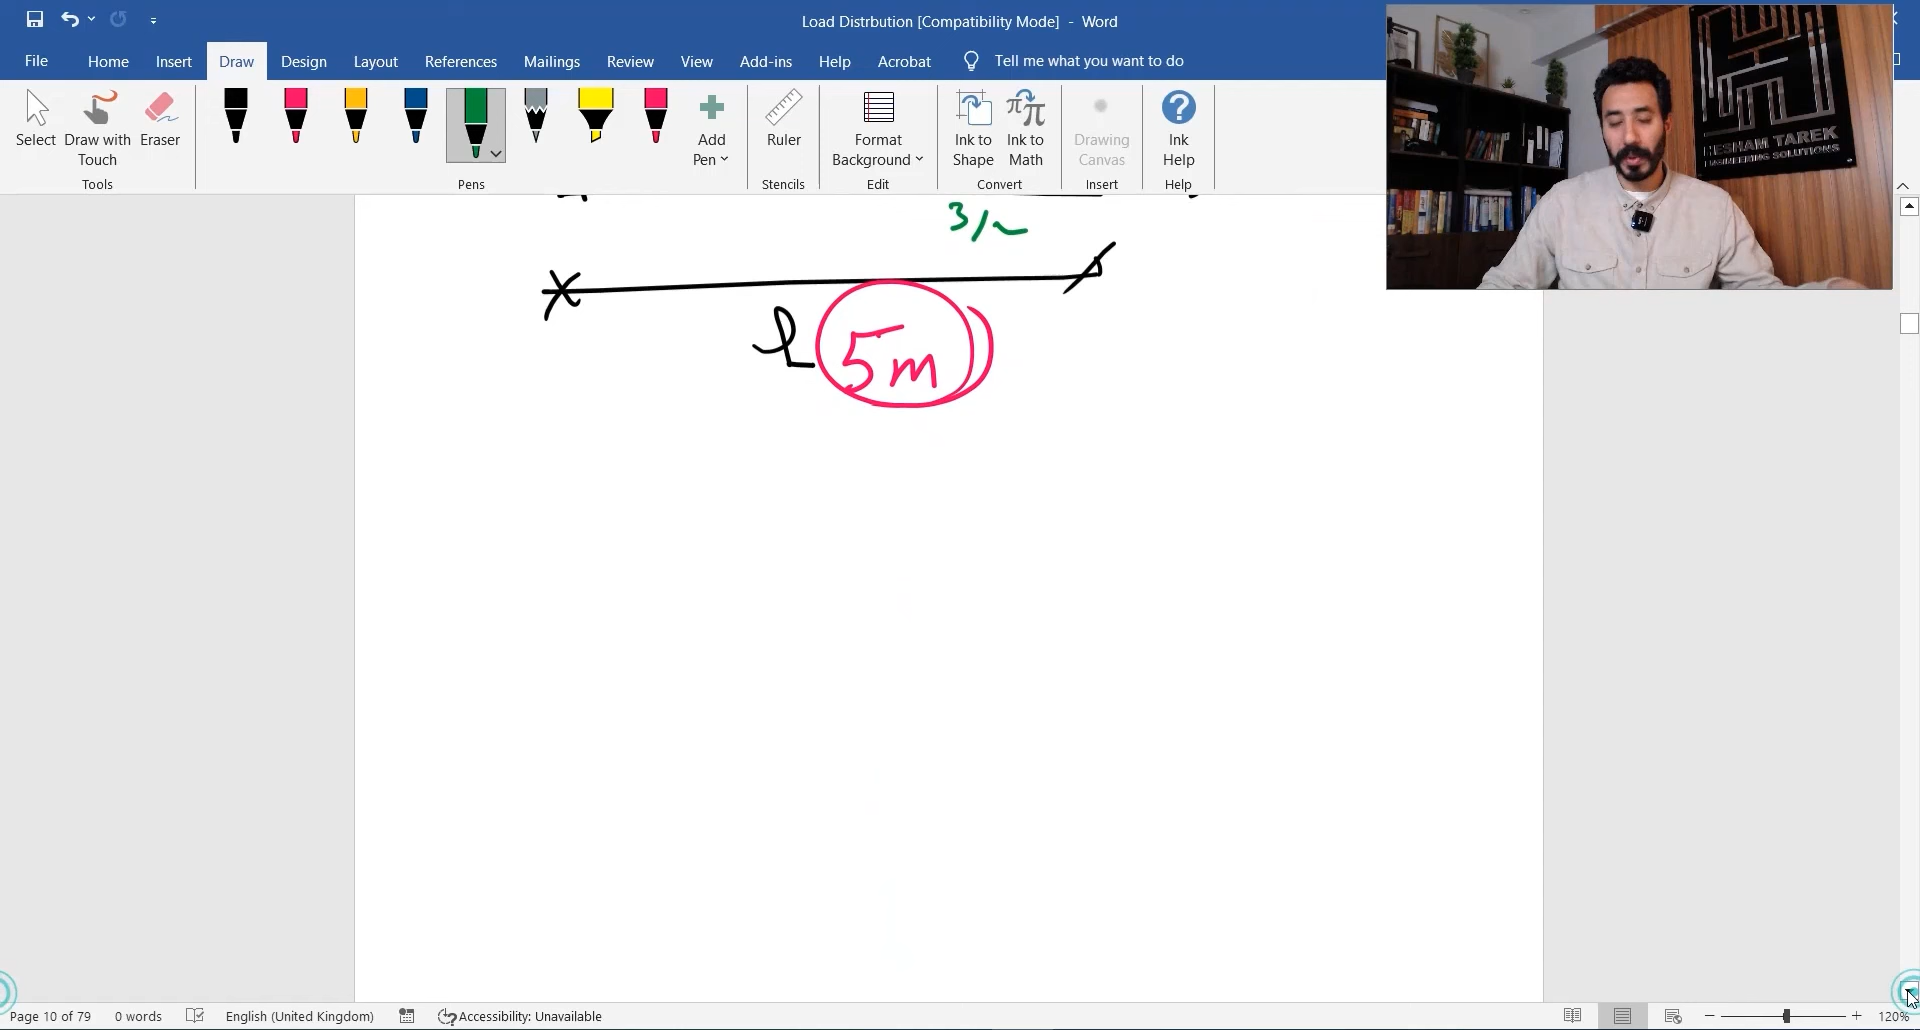 Load Distrbution [Compatibility Mode] - Word
File Home Insert Draw Design Layout References Mailings Review View Add-ins Help Acrobat Tell me what you want to do
Select
Draw with Touch
Eraser
Tools
Pens
Add Pen
Ruler
Stencils
Format Background
Edit
Ink to Shape
Ink to Math
Convert
Drawing Canvas
Insert
Ink Help
Help
HESHAM TAREK
ENGINEERING SOLUTIONS
5m
Page 10 of 79 0 words English (United Kingdom) Accessibility: Unavailable 120%